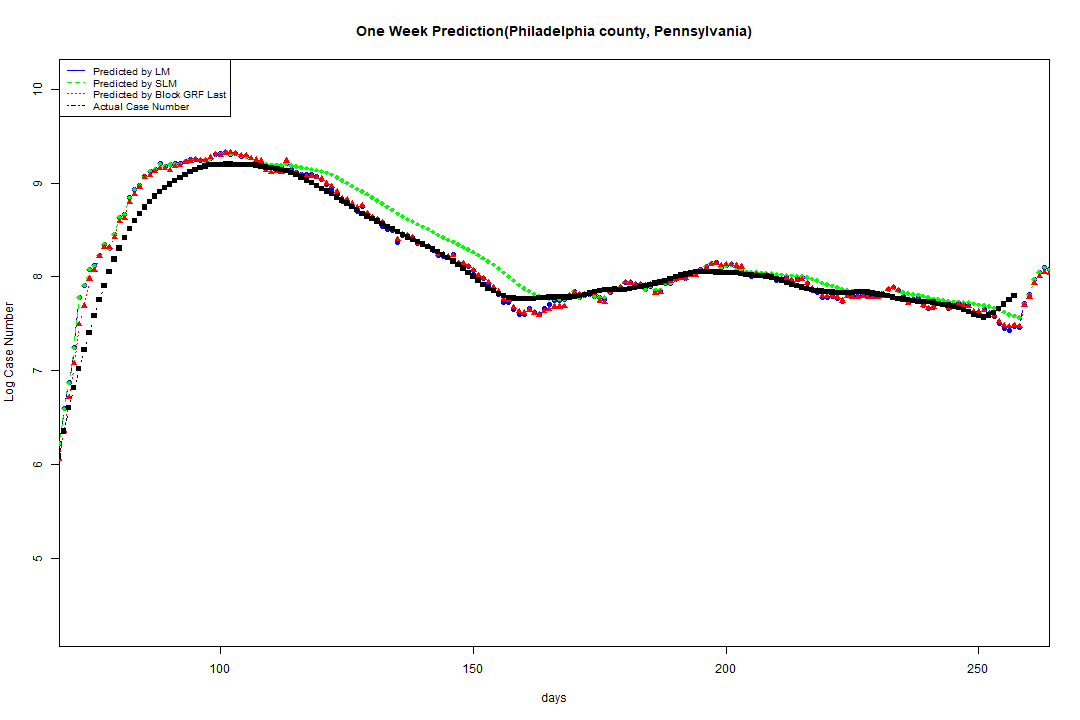 One Week Prediction(Philadelphia county, Pennsylvania)
Predicted by LM
Predicted by SLM
Predicted by Block GRF Last
Actual Case Number
10
9
8
7
6
5
Log Case Number
100
150
200
250
days